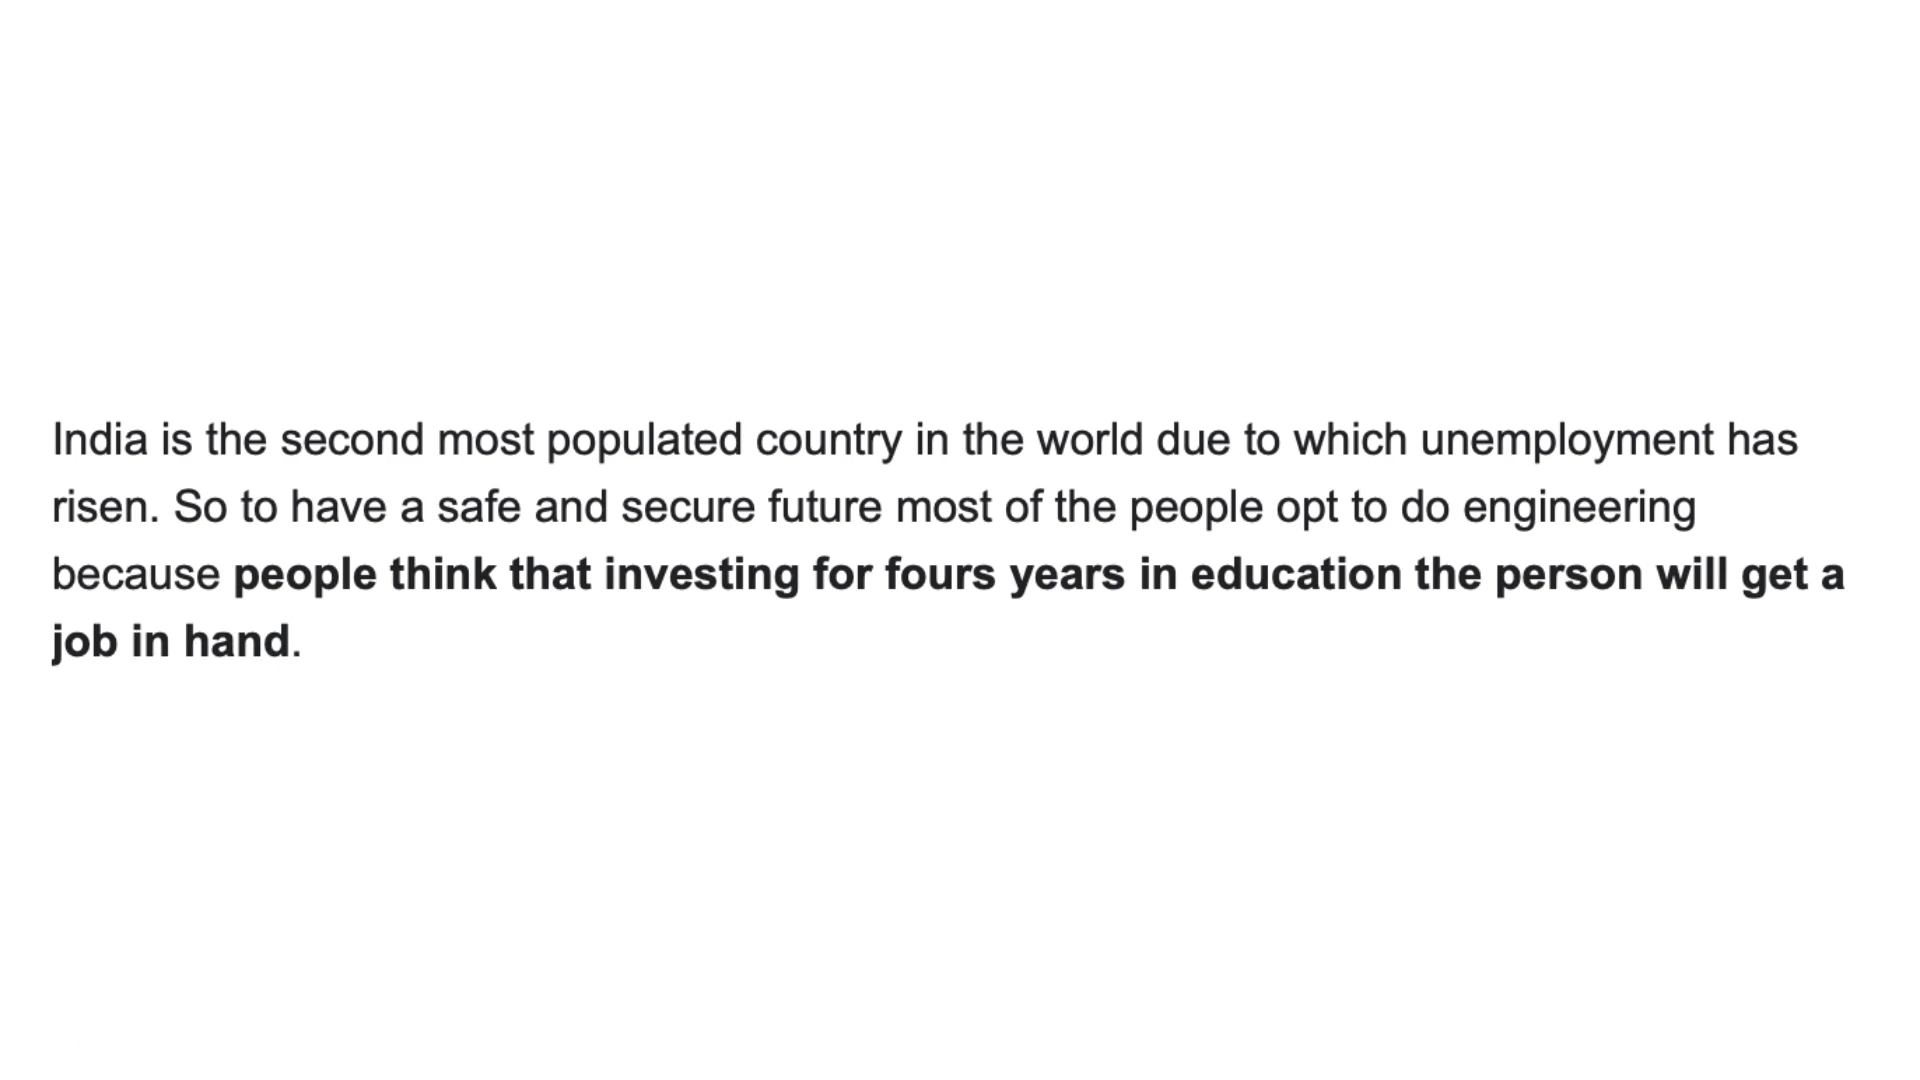 India is the second most populated country in the world due to which unemployment has
risen. So to have a safe and secure future most of the people opt to do engineering
because people think that investing for fours years in education the person will get a
job in hand.